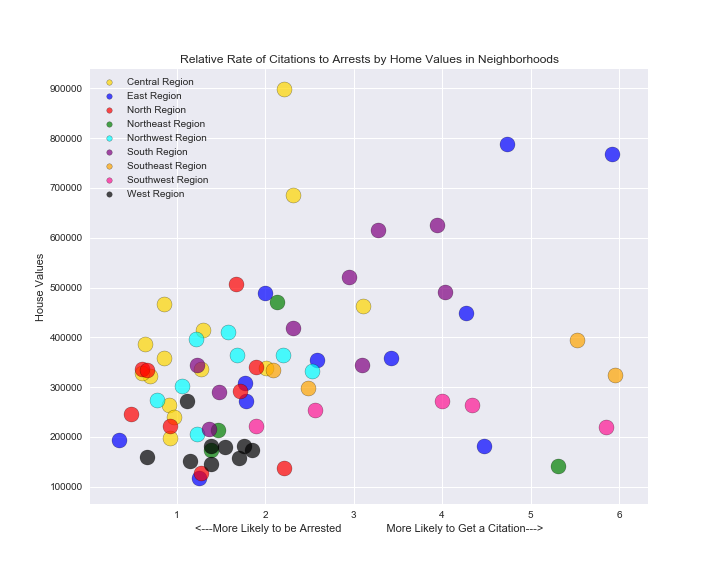 Relative Rate of Citations to Arrests by Home Values in Neighborhoods
Central Region
East Region
North Region
Northeast Region
Northwest Region
South Region
Southeast Region
Southwest Region
West Region
House Values
900000
800000
700000
600000
500000
400000
300000
200000
100000
1 2 3 4 5 6
<---More Likely to be Arrested More Likely to Get a Citation--->